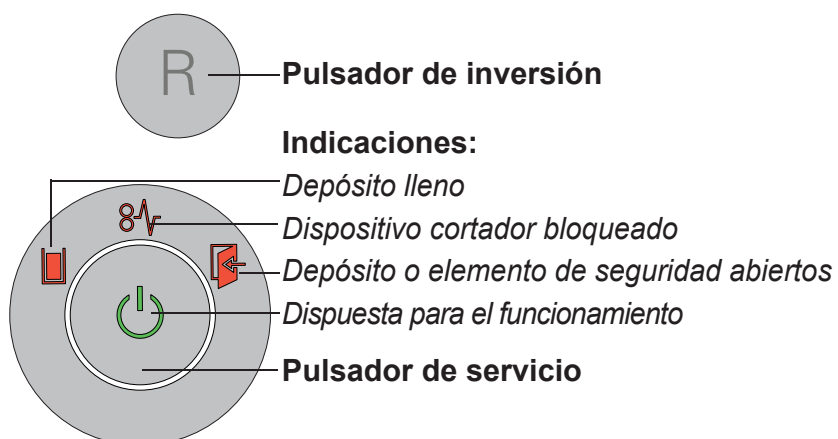 R
Pulsador de inversión
Indicaciones:
Depósito lleno
Dispositivo cortador bloqueado
Depósito o elemento de seguridad abiertos
Dispuesta para el funcionamiento
Pulsador de servicio